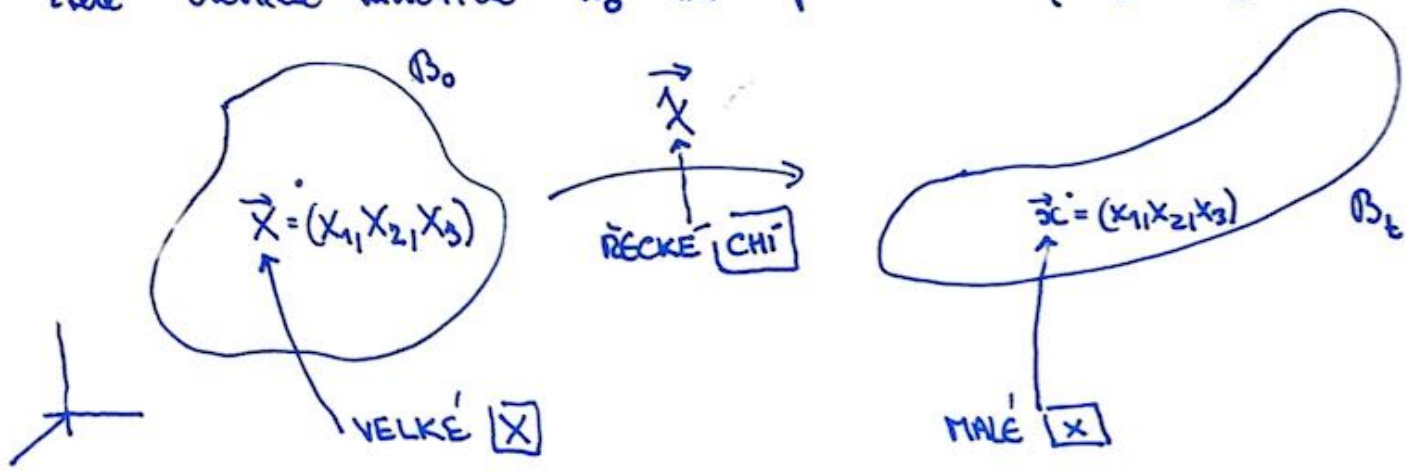 B₀
χ⃗
X⃗ ≐ (X₁, X₂, X₃)
ŘECKÉ CHÍ
x⃗ ≐ (x₁, x₂, x₃)
Bₜ
VELKÉ X
MALÉ x